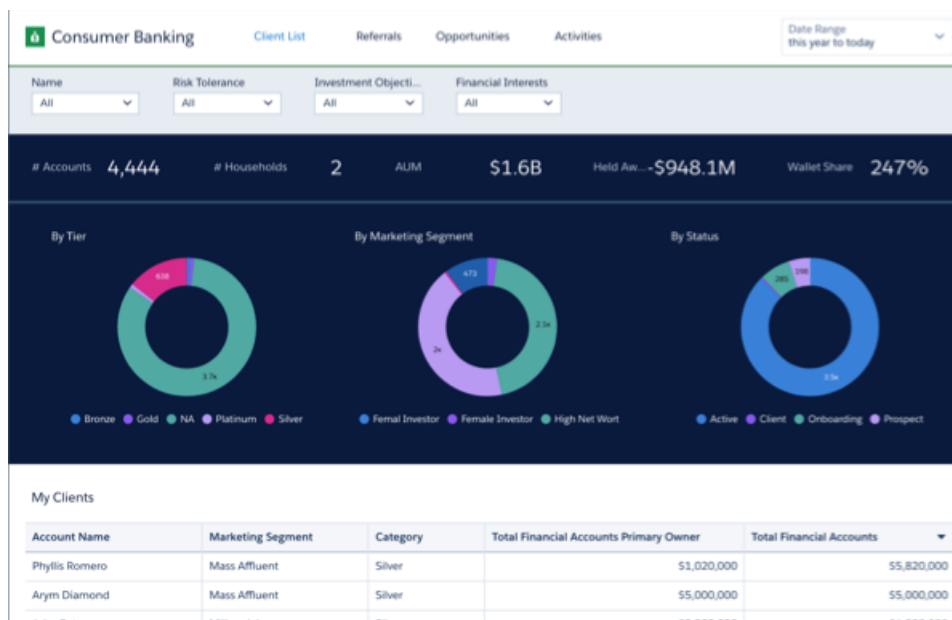 Consumer Banking Client List Referrals Opportunities Activities
Date Range
this year to today
Name Risk Tolerance Investment Objecti... Financial Interests
All All All All
# Accounts 4,444 # Households 2 AUM $1.6B Held Aw...-$948.1M Wallet Share 247%
By Tier By Marketing Segment By Status
638 473 285 198
2.5k
2k
3.7k 3.5k
Bronze Gold NA Platinum Silver Femal Investor Female Investor High Net Wort Active Client Onboarding Prospect
My Clients
Account Name Marketing Segment Category Total Financial Accounts Primary Owner Total Financial Accounts
Phyllis Romero Mass Affluent Silver $1,020,000 $5,820,000
Arym Diamond Mass Affluent Silver $5,000,000 $5,000,000